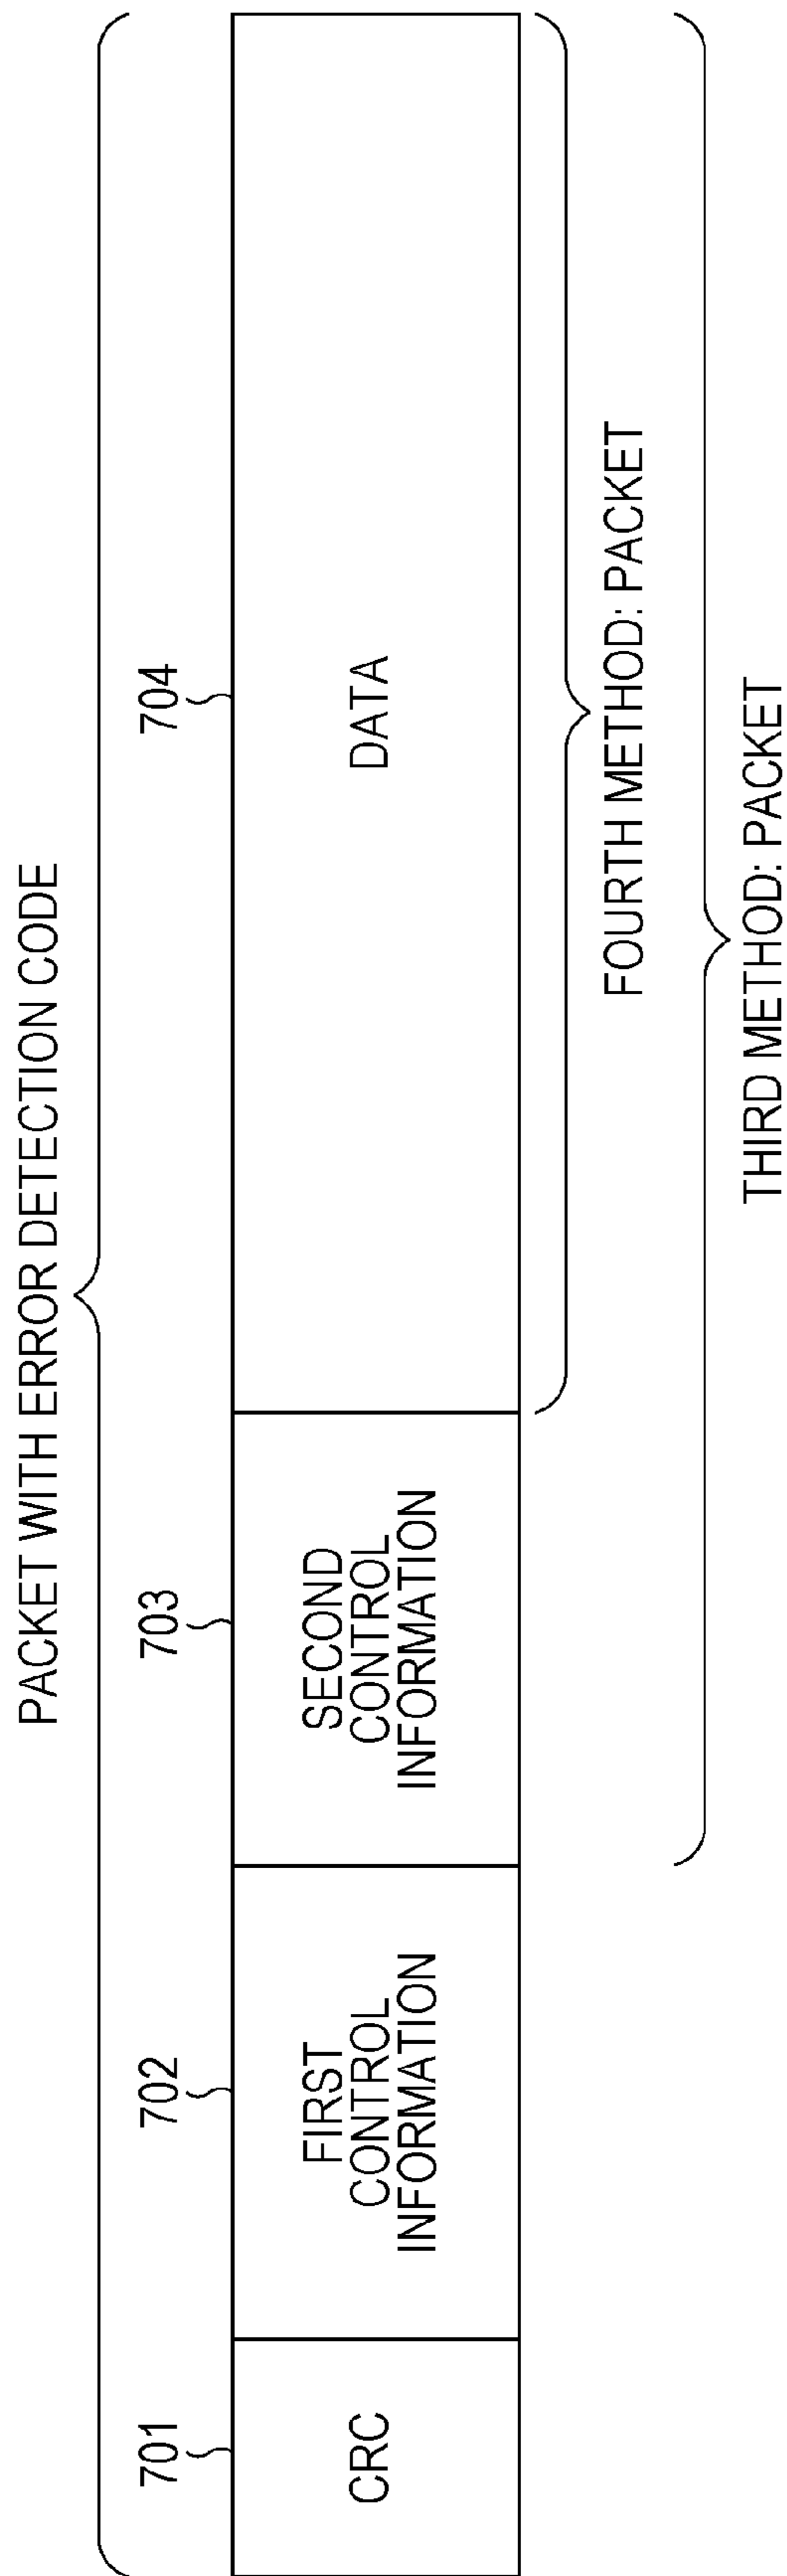 PACKET WITH ERROR DETECTION CODE
701
702
703
704
CRC
FIRST
CONTROL
INFORMATION
SECOND
CONTROL
INFORMATION
DATA
FOURTH METHOD: PACKET
THIRD METHOD: PACKET